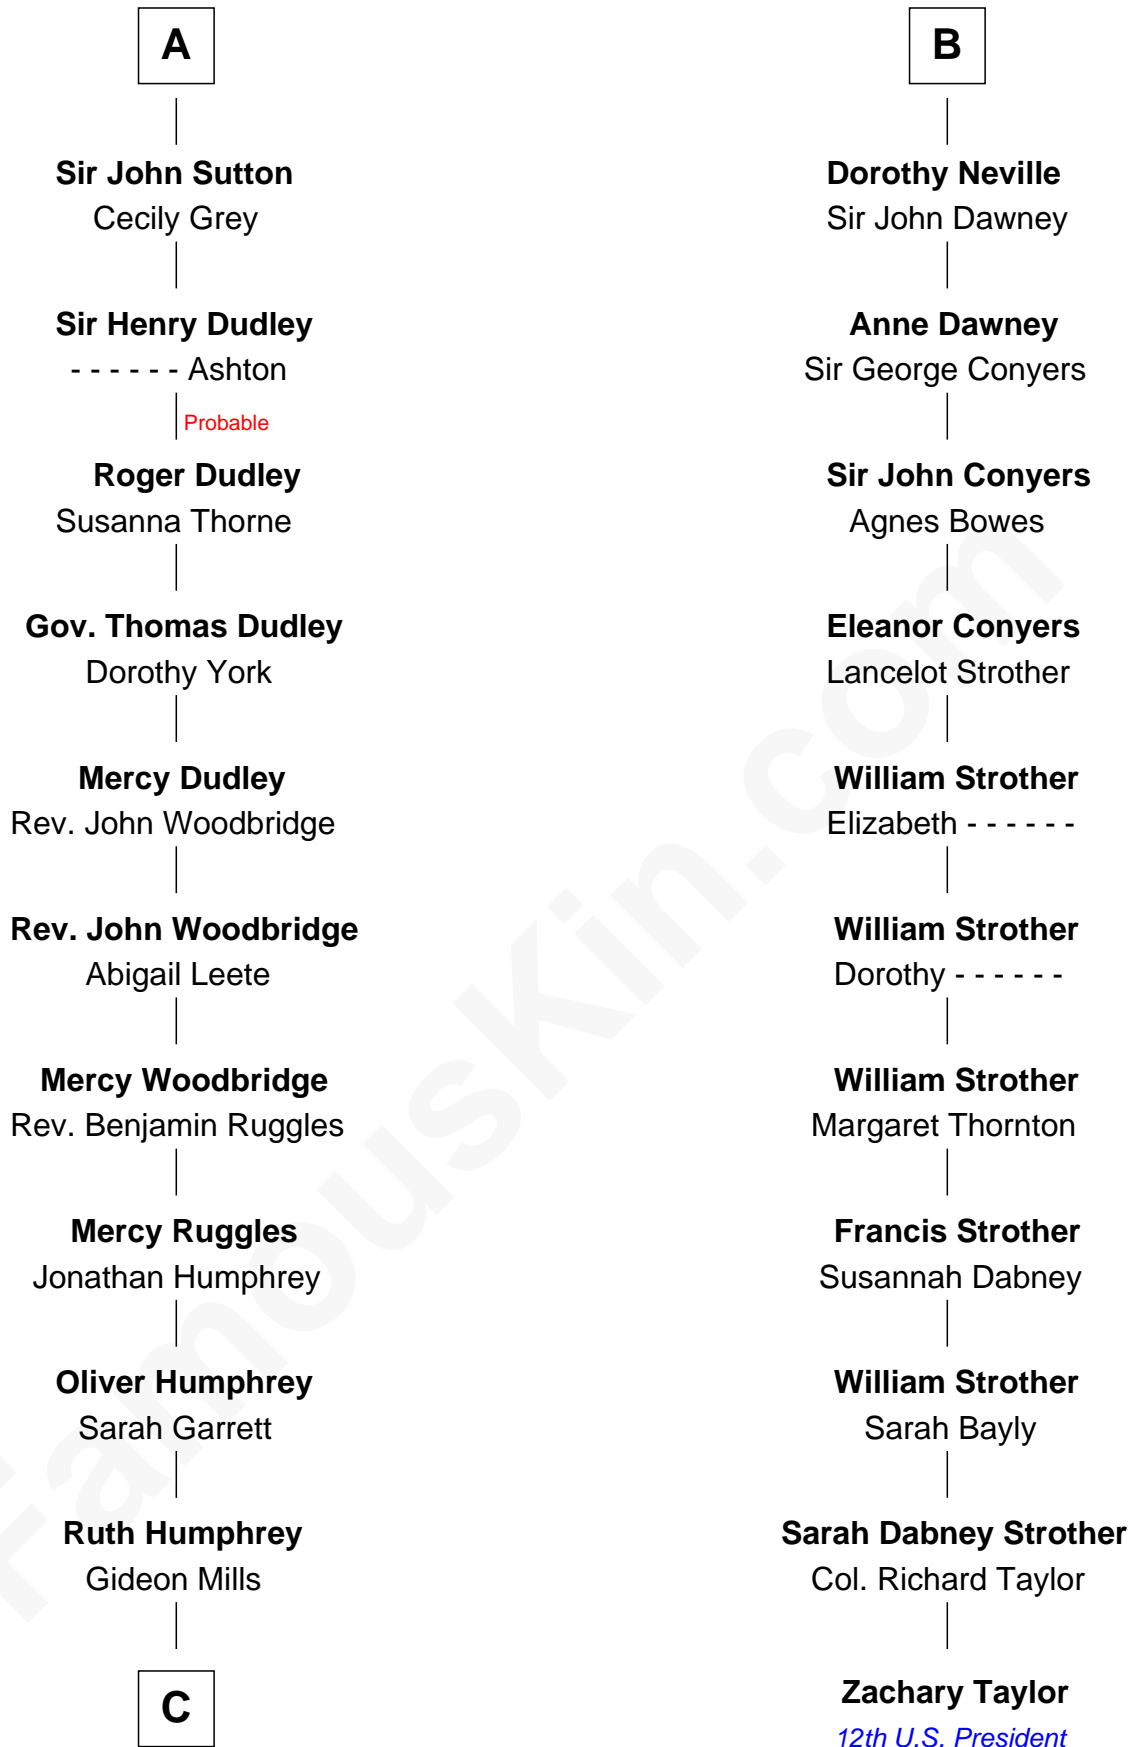 A
Sir John Sutton
Cecily Grey
Sir Henry Dudley
- - - - - - Ashton
Probable
Roger Dudley
Susanna Thorne
Gov. Thomas Dudley
Dorothy York
Mercy Dudley
Rev. John Woodbridge
Rev. John Woodbridge
Abigail Leete
Mercy Woodbridge
Rev. Benjamin Ruggles
Mercy Ruggles
Jonathan Humphrey
Oliver Humphrey
Sarah Garrett
Ruth Humphrey
Gideon Mills
C
B
Dorothy Neville
Sir John Dawney
Anne Dawney
Sir George Conyers
Sir John Conyers
Agnes Bowes
Eleanor Conyers
Lancelot Strother
William Strother
Elizabeth - - - - - -
William Strother
Dorothy - - - - - -
William Strother
Margaret Thornton
Francis Strother
Susannah Dabney
William Strother
Sarah Bayly
Sarah Dabney Strother
Col. Richard Taylor
Zachary Taylor
12th U.S. President
FamousKin.com